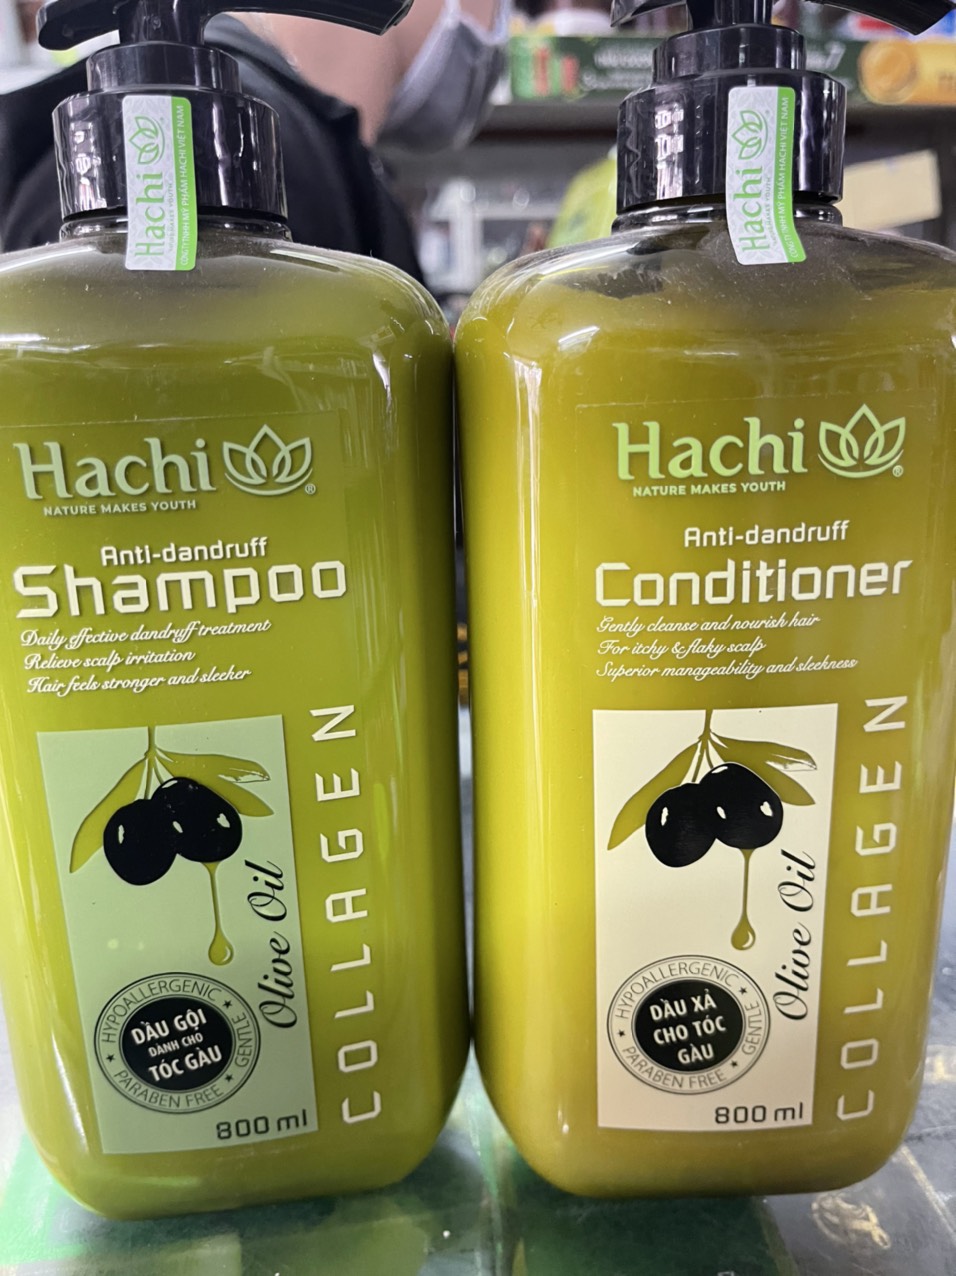 Hachi
CÔNG TY TNHH MỸ PHẨM HACHI VIỆT NAM
Hachi
NATURE MAKES YOUTH
CÔNG TY TNHH MỸ PHẨM HACHI VIỆT NAM
Hachi®
NATURE MAKES YOUTH
Anti-dandruff
Shampoo
Daily effective dandruff treatment
Relieve scalp irritation
Hair feels stronger and sleeker
COLLAGEN
Olive Oil
HYPOALLERGENIC
GENTLE
PARABEN FREE
DẦU GỘI
DÀNH CHO
TÓC GÀU
800 ml
Hachi®
NATURE MAKES YOUTH
Anti-dandruff
Conditioner
Gently cleanse and nourish hair
For itchy & flaky scalp
Superior manageability and sleekness
COLLAGEN
Olive Oil
HYPOALLERGENIC
GENTLE
PARABEN FREE
DẦU XẢ
CHO TÓC
GÀU
800 ml